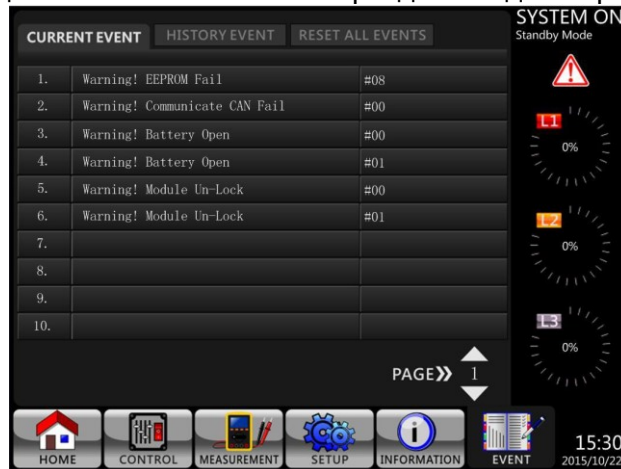 SYSTEM ON
Standby Mode
CURRENT EVENT HISTORY EVENT RESET ALL EVENTS
1. Warning! EEPROM Fail #08
2. Warning! Communicate CAN Fail #00
3. Warning! Battery Open #00
4. Warning! Battery Open #01
5. Warning! Module Un-Lock #00
6. Warning! Module Un-Lock #01
7.
8.
9.
10.
L1
0%
L2
0%
L3
0%
PAGE» 1
HOME CONTROL MEASUREMENT SETUP INFORMATION EVENT
15:30
2015/10/22